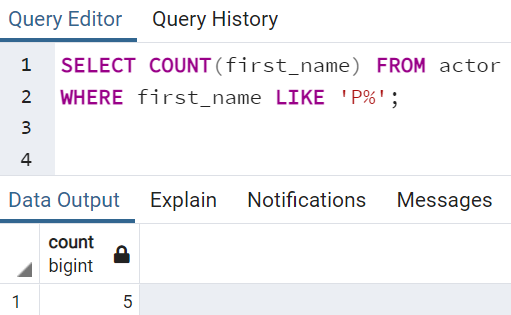 Query Editor Query History
1 SELECT COUNT(first_name) FROM actor
2 WHERE first_name LIKE 'P%';
3
4
Data Output Explain Notifications Messages
count
bigint
1 5